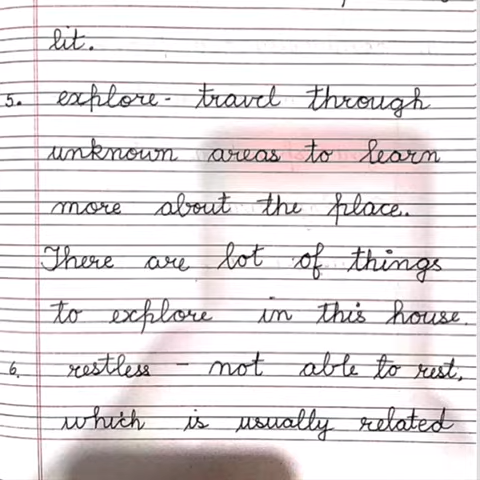 lit.
5. explore - travel through
unknown areas to learn
more about the place.
There are lot of things
to explore in this house.
6. restless - not able to rest,
which is usually related